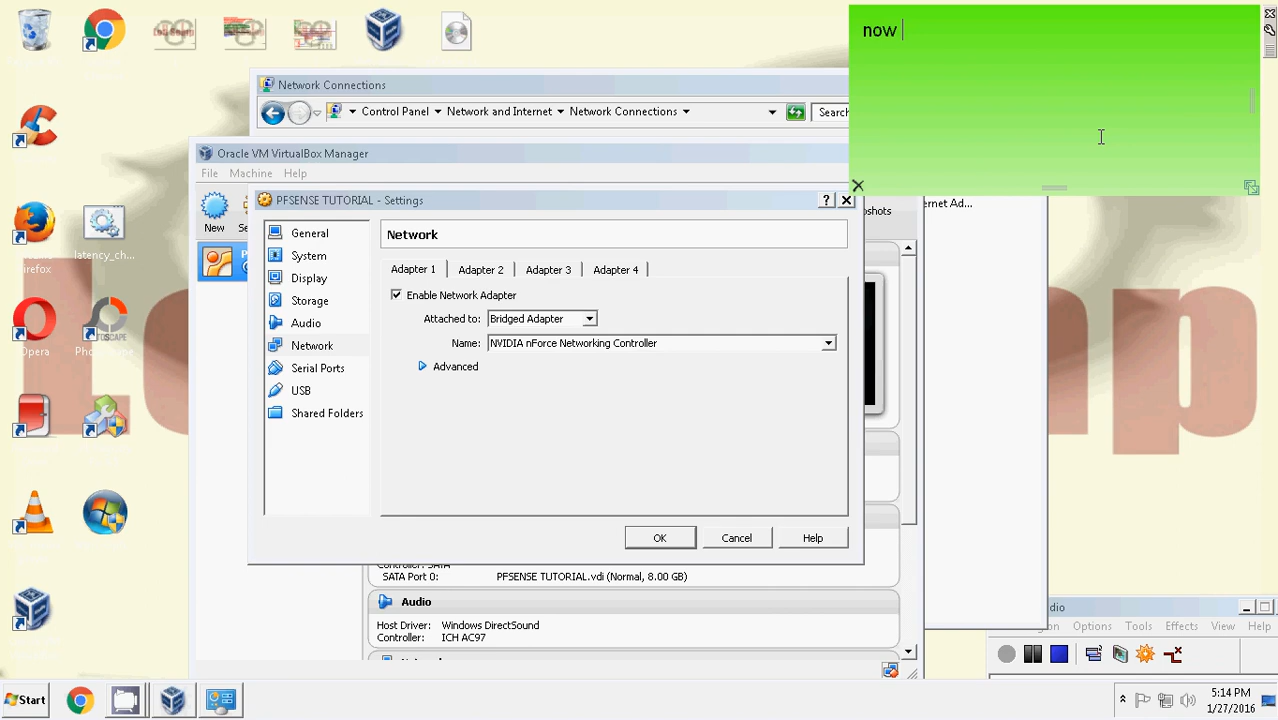 now
Network Connections
Control Panel Network and Internet Network Connections
Search
Oracle VM VirtualBox Manager
File Machine Help
PFSENSE TUTORIAL - Settings
New
General
System
Display
Storage
Audio
Network
Serial Ports
USB
Shared Folders
Network
Adapter 1 Adapter 2 Adapter 3 Adapter 4
Enable Network Adapter
Attached to: Bridged Adapter
Name: NVIDIA nForce Networking Controller
Advanced
OK Cancel Help
SATA Port 0: PFSENSE TUTORIAL.vdi (Normal, 8.00 GB)
Audio
Host Driver: Windows DirectSound
Controller: ICH AC97
latency_ch...
Opera
Options Tools Effects View Help
Start
5:14 PM
1/27/2016